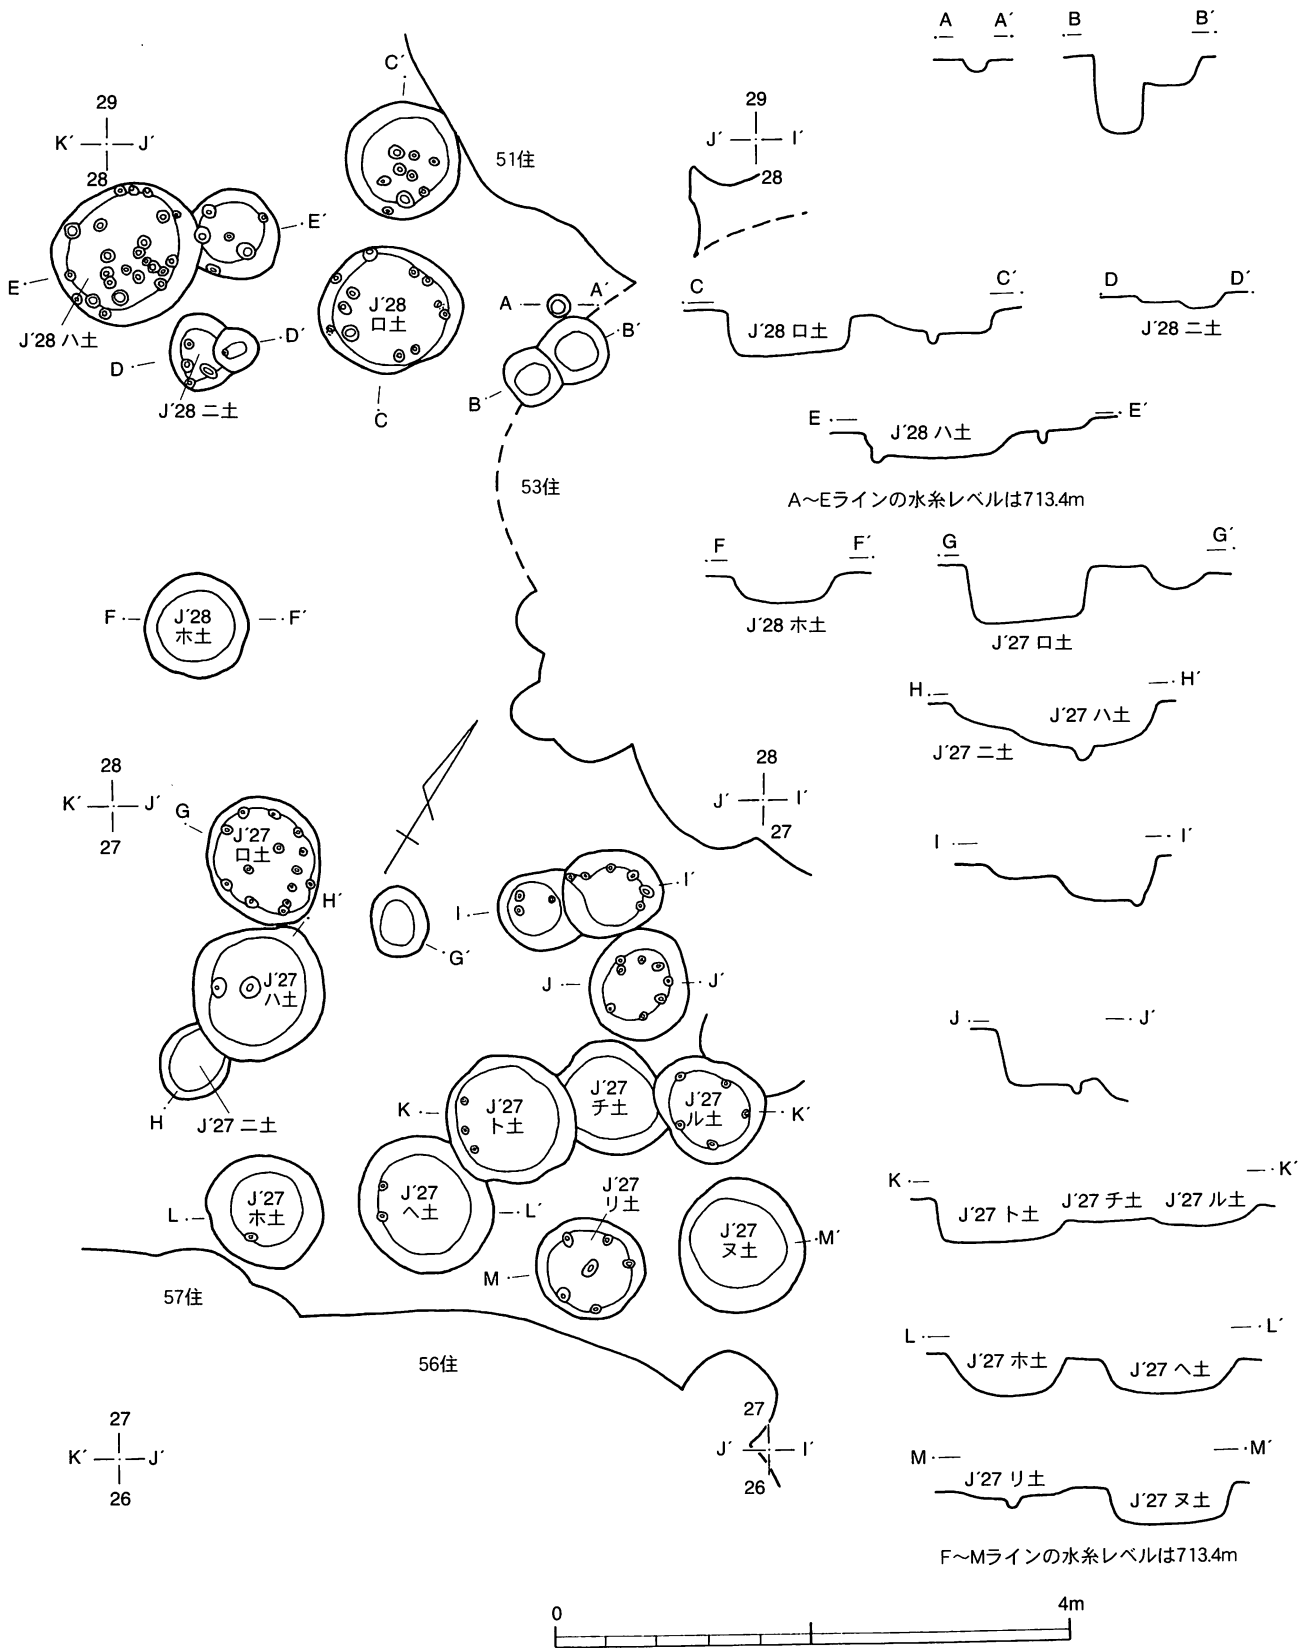 A A´ B B´
C´
29
K´ J´
28
51住
29
J´ I´
28
E´
E
J´28 ハ土
D´
D
J´28 ニ土
J´28
ロ土
C
A A´
B´
B
C C´
J´28 ロ土
D D´
J´28 ニ土
E E´
J´28 ハ土
53住
A～Eラインの水糸レベルは713.4m
F F´
J´28
ホ土
F F´
J´28 ホ土
G G´
J´27 ロ土
H H´
J´27 ハ土
J´27 ニ土
28
K´ J´
27
G
J´27
ロ土
H´
28
J´ I´
27
I I´
G´
I I´
J´27
ハ土
J J´
H
J´27 ニ土
J J´
K K´
J´27
ト土
J´27
チ土
J´27
ル土
K K´
J´27 ト土 J´27 チ土 J´27 ル土
L L´
J´27
ホ土
J´27
ヘ土
J´27
リ土
M M´
J´27
ヌ土
57住
56住
L L´
J´27 ホ土 J´27 ヘ土
27
K´ J´
26
27
J´ I´
26
M M´
J´27 リ土
J´27 ヌ土
F～Mラインの水糸レベルは713.4m
0 4m